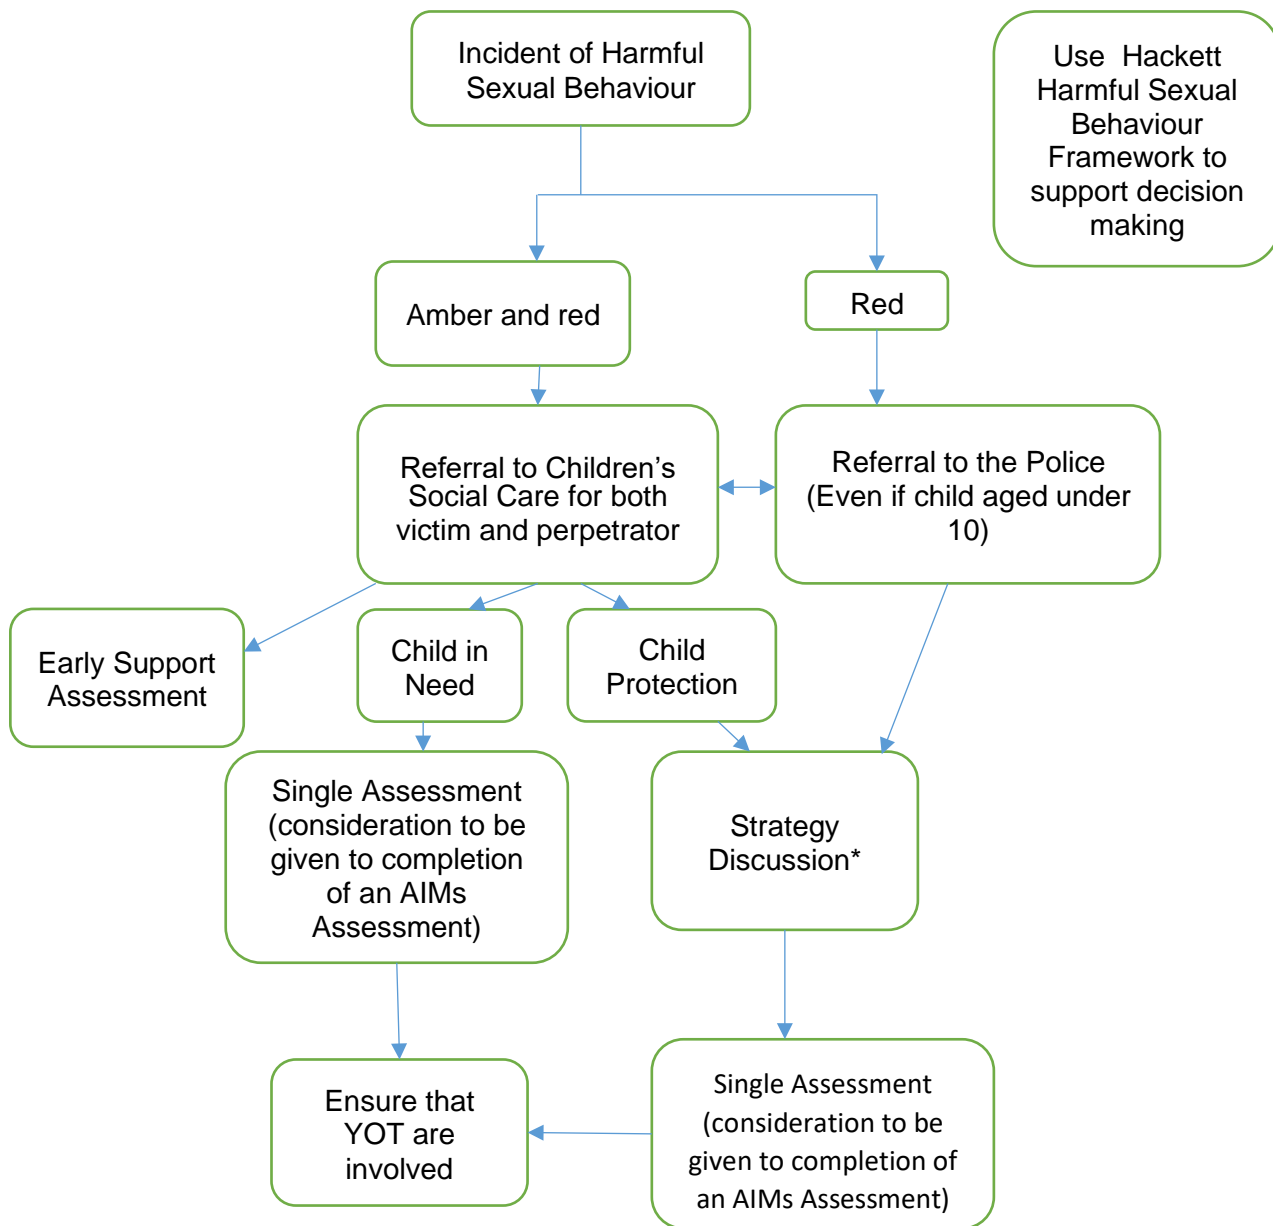 Incident of Harmful
Sexual Behaviour
Use Hackett
Harmful Sexual
Behaviour
Framework to
support decision
making
Amber and red
Red
Referral to Children’s
Social Care for both
victim and perpetrator
Referral to the Police
(Even if child aged under
10)
Early Support
Assessment
Child in
Need
Child
Protection
Single Assessment
(consideration to be
given to completion
of an AIMs
Assessment)
Strategy
Discussion*
Ensure that
YOT are
involved
Single Assessment
(consideration to be
given to completion of
an AIMs Assessment)